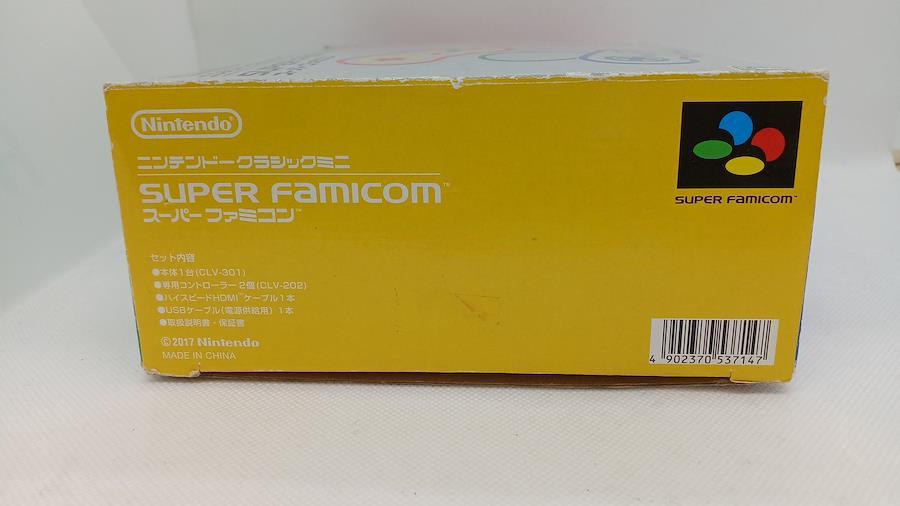 Nintendo
ニンテンドークラシックミニ
SUPER FAMICOM™
スーパーファミコン™
セット内容
●本体1台(CLV-301)
●専用コントローラー2個(CLV-202)
●ハイスピードHDMI™ケーブル1本
●USBケーブル(電源供給用)1本
●取扱説明書・保証書
©2017 Nintendo
MADE IN CHINA
SUPER FAMICOM™
4 902370 537147